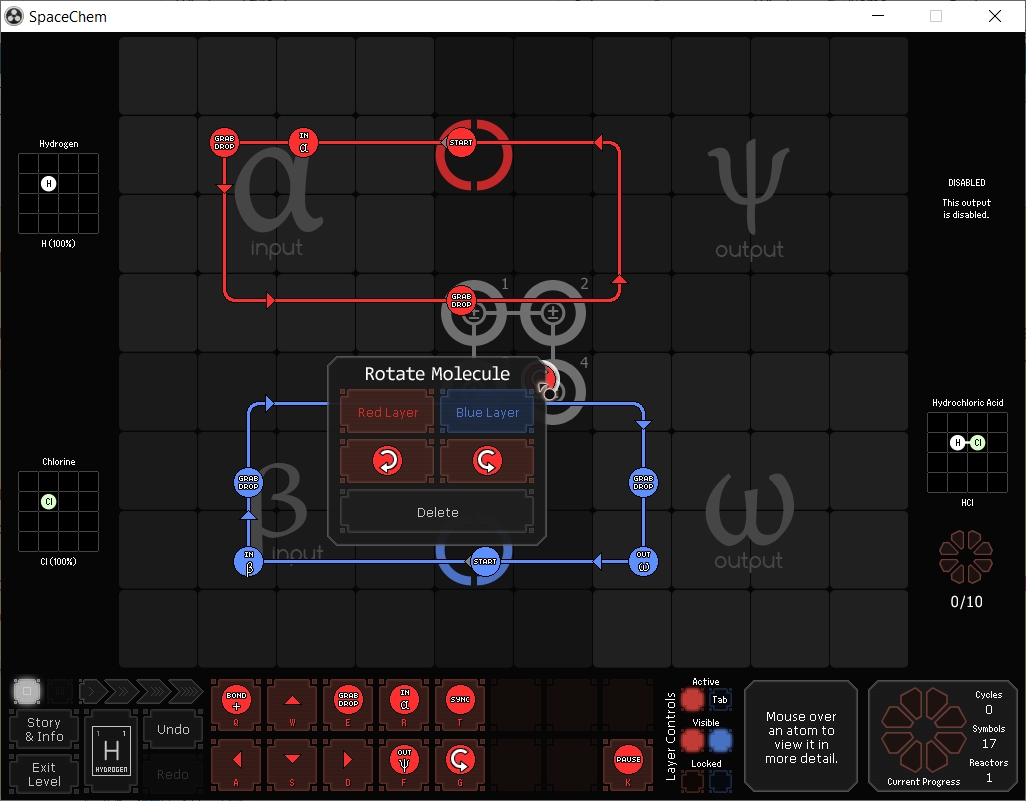 SpaceChem
GRAB
DROP
IN
α
START
α
input
ψ
output
Hydrogen
H
H (100%)
DISABLED
This output
is disabled.
GRAB
DROP
1
2
±
±
4
Rotate Molecule
Red Layer
Blue Layer
Delete
Hydrochloric Acid
H
Cl
HCl
Chlorine
Cl
Cl (100%)
GRAB
DROP
β
input
GRAB
DROP
ω
output
IN
β
START
OUT
ω
0/10
Story
& Info
Exit
Level
1
1
H
HYDROGEN
Undo
Redo
BOND
+
Q
W
GRAB
DROP
E
IN
α
R
SYNC
T
A
S
D
OUT
ψ
F
G
PAUSE
K
Layer Controls
Active
Tab
Visible
Locked
Mouse over
an atom to
view it in
more detail.
Cycles
0
Symbols
17
Reactors
1
Current Progress